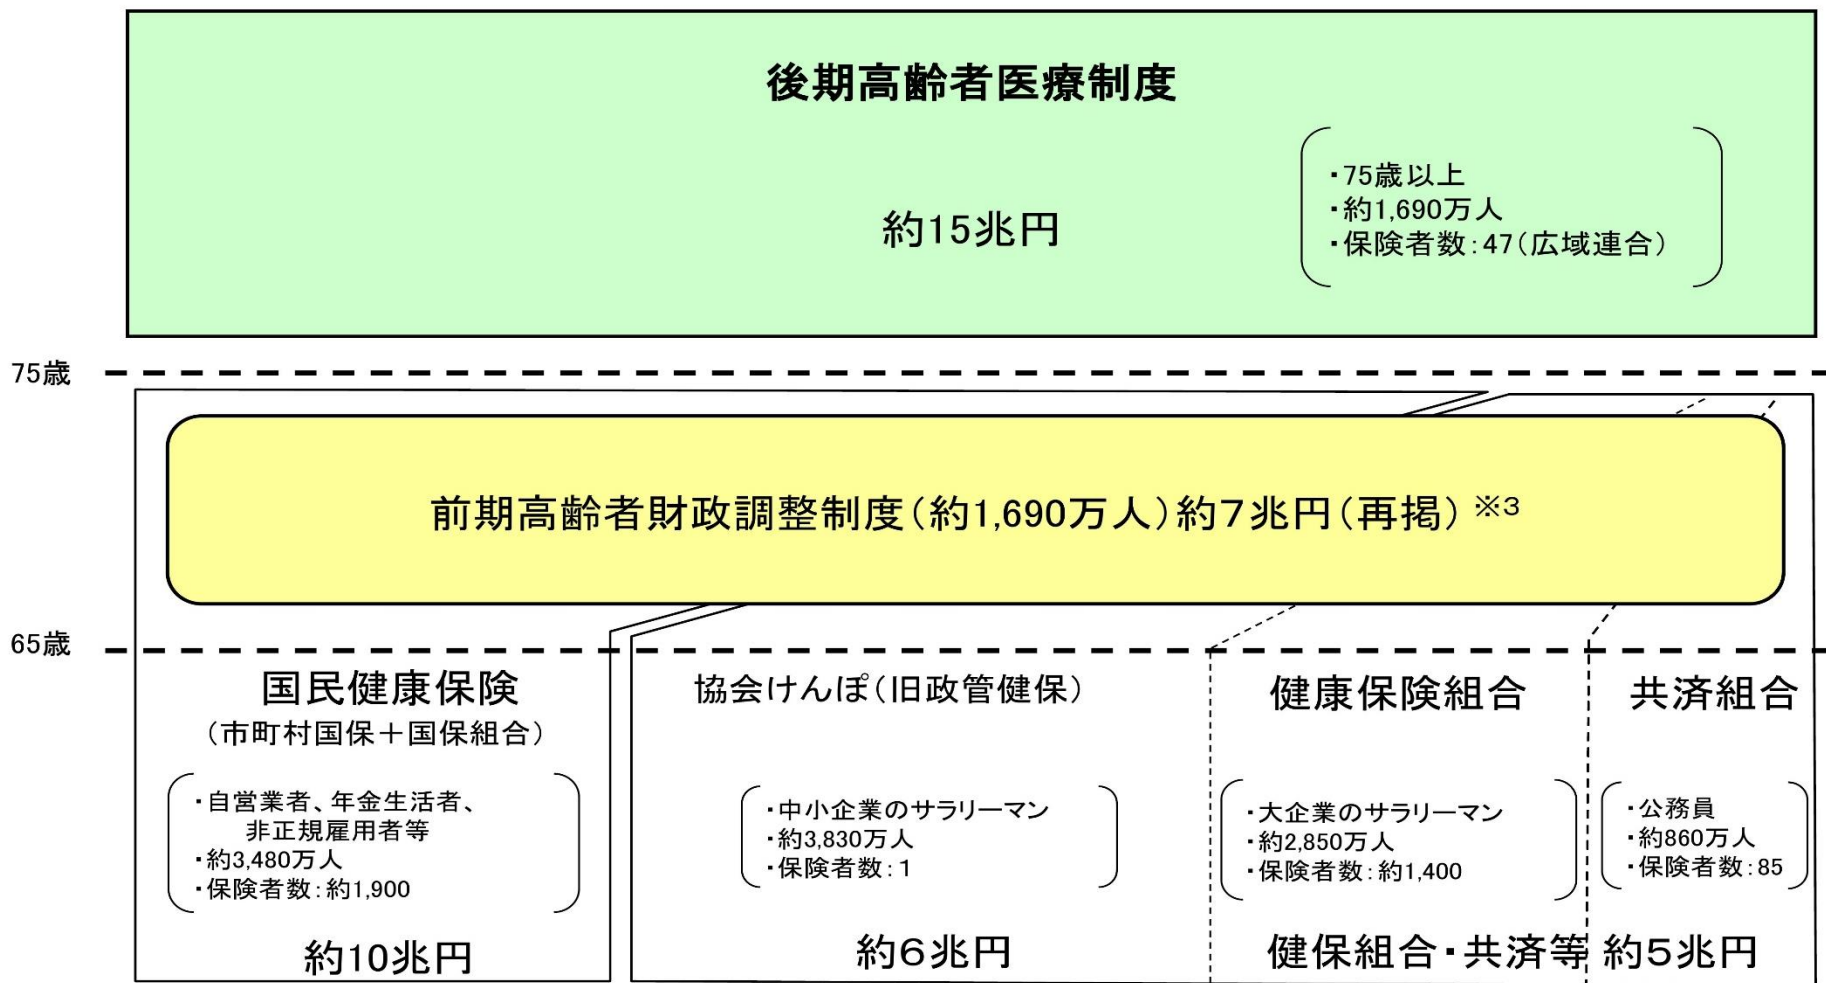 後期高齢者医療制度
約15兆円
・75歳以上
・約1,690万人
・保険者数:47(広域連合)
75歳
前期高齢者財政調整制度(約1,690万人)約7兆円(再掲)※3
65歳
国民健康保険
(市町村国保+国保組合)
・自営業者、年金生活者、
非正規雇用者等
・約3,480万人
・保険者数:約1,900
約10兆円
協会けんぽ(旧政管健保)
・中小企業のサラリーマン
・約3,830万人
・保険者数:1
約6兆円
健康保険組合
・大企業のサラリーマン
・約2,850万人
・保険者数:約1,400
共済組合
・公務員
・約860万人
・保険者数:85
健保組合・共済等 約5兆円